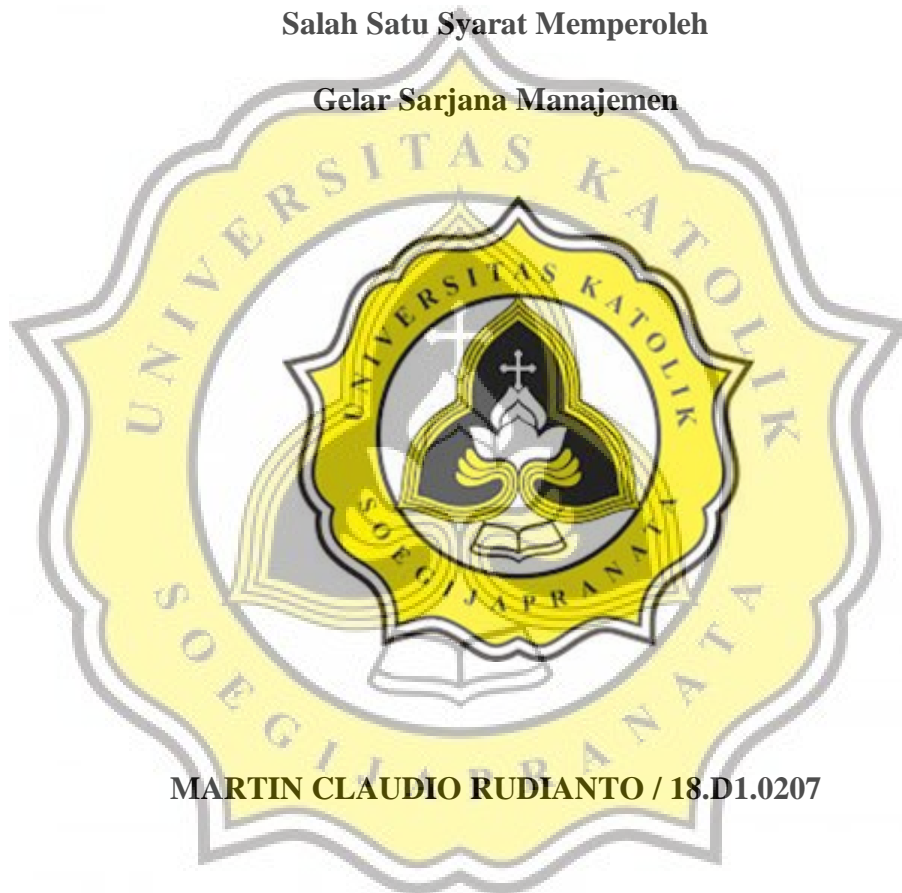 Salah Satu Syarat Memperoleh
Gelar Sarjana Manajemen
UNIVERSITAS KATOLIK
SOEGIJAPRANATA
UNIVERSITAS KATOLIK
SOEGIJAPRANATA
MARTIN CLAUDIO RUDIANTO / 18.D1.0207